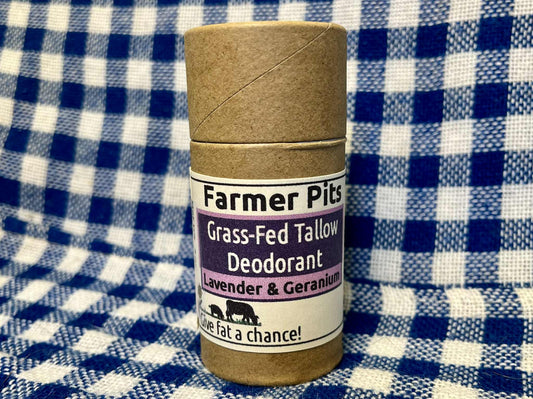 Farmer Pits
Grass-Fed Tallow
Deodorant
Lavender & Geranium
Give fat a chance!